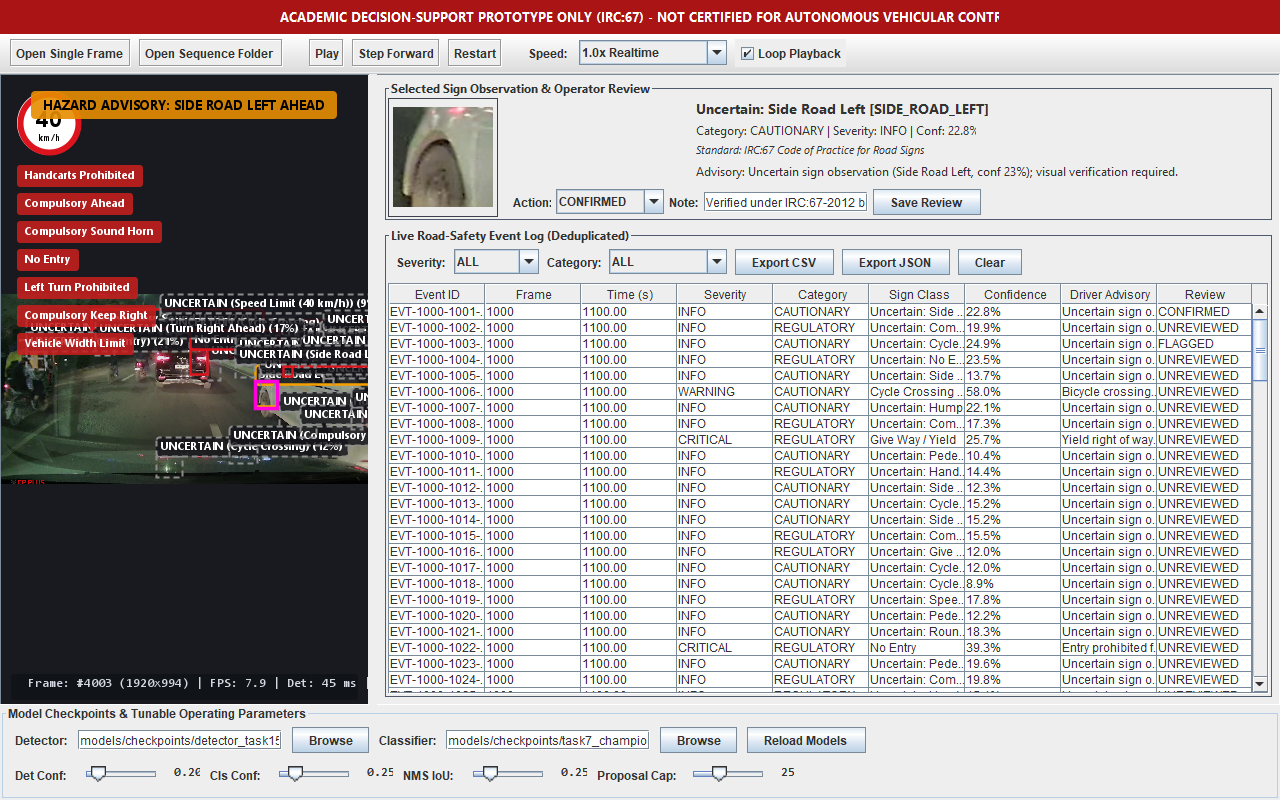 ACADEMIC DECISION-SUPPORT PROTOTYPE ONLY (IRC:67) - NOT CERTIFIED FOR AUTONOMOUS VEHICULAR CONTR
Open Single Frame Open Sequence Folder Play Step Forward Restart Speed: 1.0x Realtime Loop Playback
HAZARD ADVISORY: SIDE ROAD LEFT AHEAD
40
km/h
Handcarts Prohibited
Compulsory Ahead
Compulsory Sound Horn
No Entry
Left Turn Prohibited
Compulsory Keep Right
Vehicle Width Limit
UNCERTAIN (Speed Limit (40 km/h)) (9
UNCERTAIN (Turn Right Ahead) (17%)
UNCERTAIN (Side Road L
UNCERTAIN
UNCERTAIN
UNCERTAIN (Compulsory
UNCERTAIN (Cycle Crossing) (12%)
Frame: #4003 (1920x994) | FPS: 7.9 | Det: 45 ms |
Selected Sign Observation & Operator Review
Uncertain: Side Road Left [SIDE_ROAD_LEFT]
Category: CAUTIONARY | Severity: INFO | Conf: 22.8%
Standard: IRC:67 Code of Practice for Road Signs
Advisory: Uncertain sign observation (Side Road Left, conf 23%); visual verification required.
Action: CONFIRMED Note: Verified under IRC:67-2012 b Save Review
Live Road-Safety Event Log (Deduplicated)
Severity: ALL Category: ALL Export CSV Export JSON Clear
Event ID Frame Time (s) Severity Category Sign Class Confidence Driver Advisory Review
EVT-1000-1001-. 1000 1100.00 INFO CAUTIONARY Uncertain: Side ... 22.8% Uncertain sign o. CONFIRMED
EVT-1000-1002-. 1000 1100.00 INFO REGULATORY Uncertain: Com... 19.9% Uncertain sign o. UNREVIEWED
EVT-1000-1003-. 1000 1100.00 INFO CAUTIONARY Uncertain: Cycle.. 24.9% Uncertain sign o. FLAGGED
EVT-1000-1004-. 1000 1100.00 INFO REGULATORY Uncertain: No E... 23.5% Uncertain sign o. UNREVIEWED
EVT-1000-1005-. 1000 1100.00 INFO CAUTIONARY Uncertain: Side ... 13.7% Uncertain sign o. UNREVIEWED
EVT-1000-1006-. 1000 1100.00 WARNING CAUTIONARY Cycle Crossing ... 58.0% Bicycle crossing.. UNREVIEWED
EVT-1000-1007-. 1000 1100.00 INFO CAUTIONARY Uncertain: Hump 22.1% Uncertain sign o. UNREVIEWED
EVT-1000-1008-. 1000 1100.00 INFO REGULATORY Uncertain: Com... 17.3% Uncertain sign o. UNREVIEWED
EVT-1000-1009-. 1000 1100.00 CRITICAL REGULATORY Give Way / Yield 25.7% Yield right of way. UNREVIEWED
EVT-1000-1010-. 1000 1100.00 INFO CAUTIONARY Uncertain: Pede... 10.4% Uncertain sign o. UNREVIEWED
EVT-1000-1011-. 1000 1100.00 INFO REGULATORY Uncertain: Hand... 14.4% Uncertain sign o. UNREVIEWED
EVT-1000-1012-. 1000 1100.00 INFO CAUTIONARY Uncertain: Side ... 12.3% Uncertain sign o. UNREVIEWED
EVT-1000-1013-. 1000 1100.00 INFO CAUTIONARY Uncertain: Cycle.. 15.2% Uncertain sign o. UNREVIEWED
EVT-1000-1014-. 1000 1100.00 INFO CAUTIONARY Uncertain: Side ... 15.2% Uncertain sign o. UNREVIEWED
EVT-1000-1015-. 1000 1100.00 INFO REGULATORY Uncertain: Com... 15.5% Uncertain sign o. UNREVIEWED
EVT-1000-1016-. 1000 1100.00 INFO CAUTIONARY Uncertain: Give ... 12.0% Uncertain sign o. UNREVIEWED
EVT-1000-1017-. 1000 1100.00 INFO CAUTIONARY Uncertain: Cycle.. 12.0% Uncertain sign o. UNREVIEWED
EVT-1000-1018-. 1000 1100.00 INFO CAUTIONARY Uncertain: Cycle.. 8.9% Uncertain sign o. UNREVIEWED
EVT-1000-1019-. 1000 1100.00 INFO REGULATORY Uncertain: Spee... 17.8% Uncertain sign o. UNREVIEWED
EVT-1000-1020-. 1000 1100.00 INFO CAUTIONARY Uncertain: Pede... 12.2% Uncertain sign o. UNREVIEWED
EVT-1000-1021-. 1000 1100.00 INFO CAUTIONARY Uncertain: Roun... 18.3% Uncertain sign o. UNREVIEWED
EVT-1000-1022-. 1000 1100.00 CRITICAL REGULATORY No Entry 39.3% Entry prohibited f. UNREVIEWED
EVT-1000-1023-. 1000 1100.00 INFO CAUTIONARY Uncertain: Pede... 19.6% Uncertain sign o. UNREVIEWED
EVT-1000-1024-. 1000 1100.00 INFO REGULATORY Uncertain: Com... 19.8% Uncertain sign o. UNREVIEWED
Model Checkpoints & Tunable Operating Parameters
Detector: models/checkpoints/detector_task15 Browse Classifier: models/checkpoints/task7_champio Browse Reload Models
Det Conf: 0.20 Cls Conf: 0.25 NMS IoU: 0.25 Proposal Cap: 25